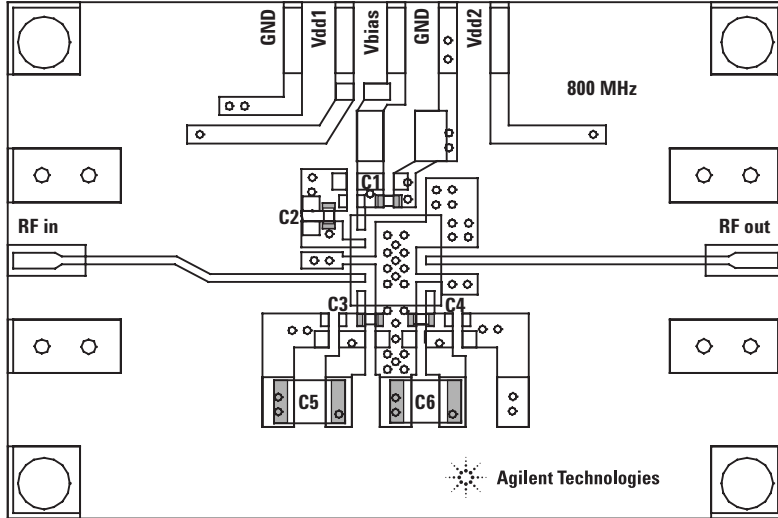 GND
Vdd1
Vbias
GND
Vdd2
800 MHz
C1
C2
RF in
RF out
C3
C4
C5
C6
Agilent Technologies